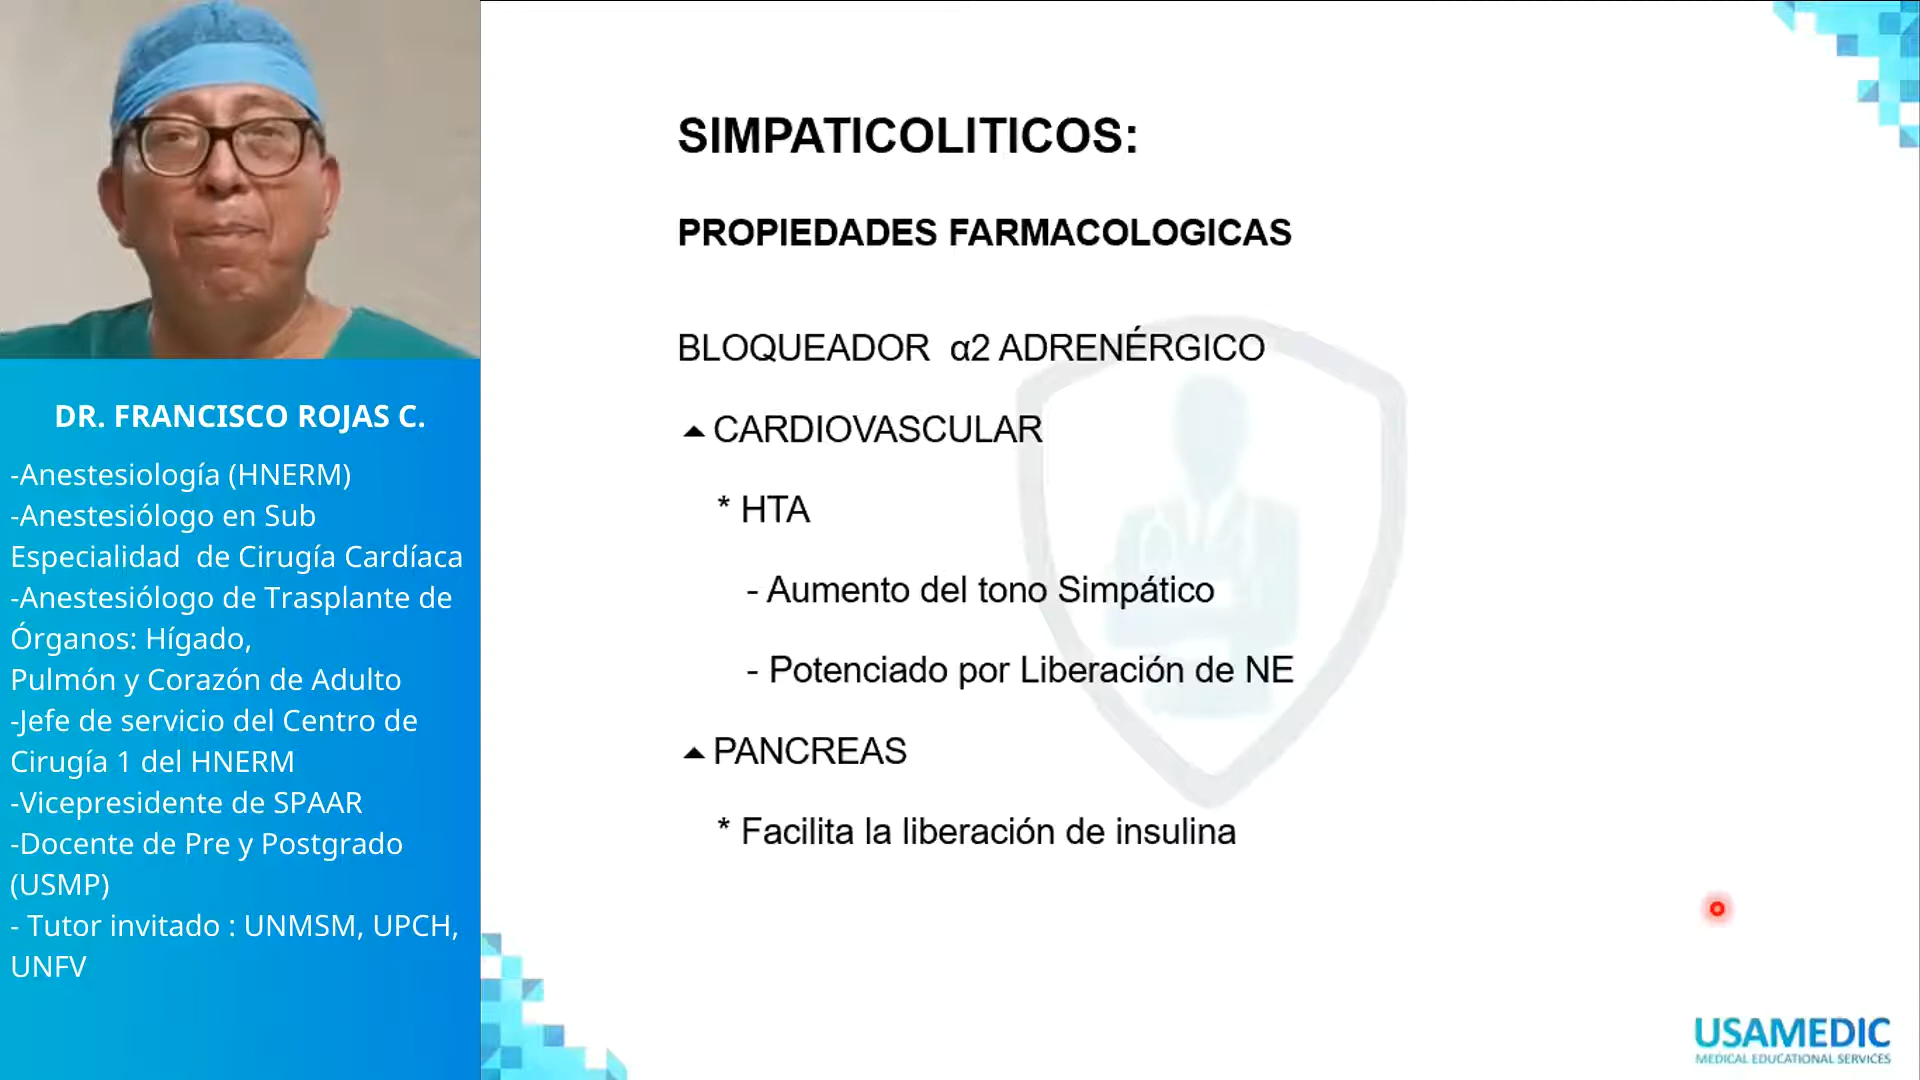 DR. FRANCISCO ROJAS C.
-Anestesiología (HNERM)
-Anestesiólogo en Sub
Especialidad  de Cirugía Cardíaca
-Anestesiólogo de Trasplante de
Órganos: Hígado,
Pulmón y Corazón de Adulto
-Jefe de servicio del Centro de
Cirugía 1 del HNERM
-Vicepresidente de SPAAR
-Docente de Pre y Postgrado
(USMP)
- Tutor invitado : UNMSM, UPCH,
UNFV
SIMPATICOLITICOS:
PROPIEDADES FARMACOLOGICAS
BLOQUEADOR  α2 ADRENÉRGICO
CARDIOVASCULAR
* HTA
- Aumento del tono Simpático
- Potenciado por Liberación de NE
PANCREAS
* Facilita la liberación de insulina
USAMEDIC
MEDICAL EDUCATIONAL SERVICES